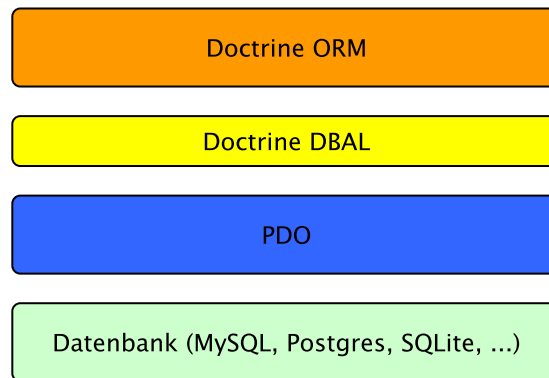 Doctrine ORM
Doctrine DBAL
PDO
Datenbank (MySQL, Postgres, SQLite, ...)